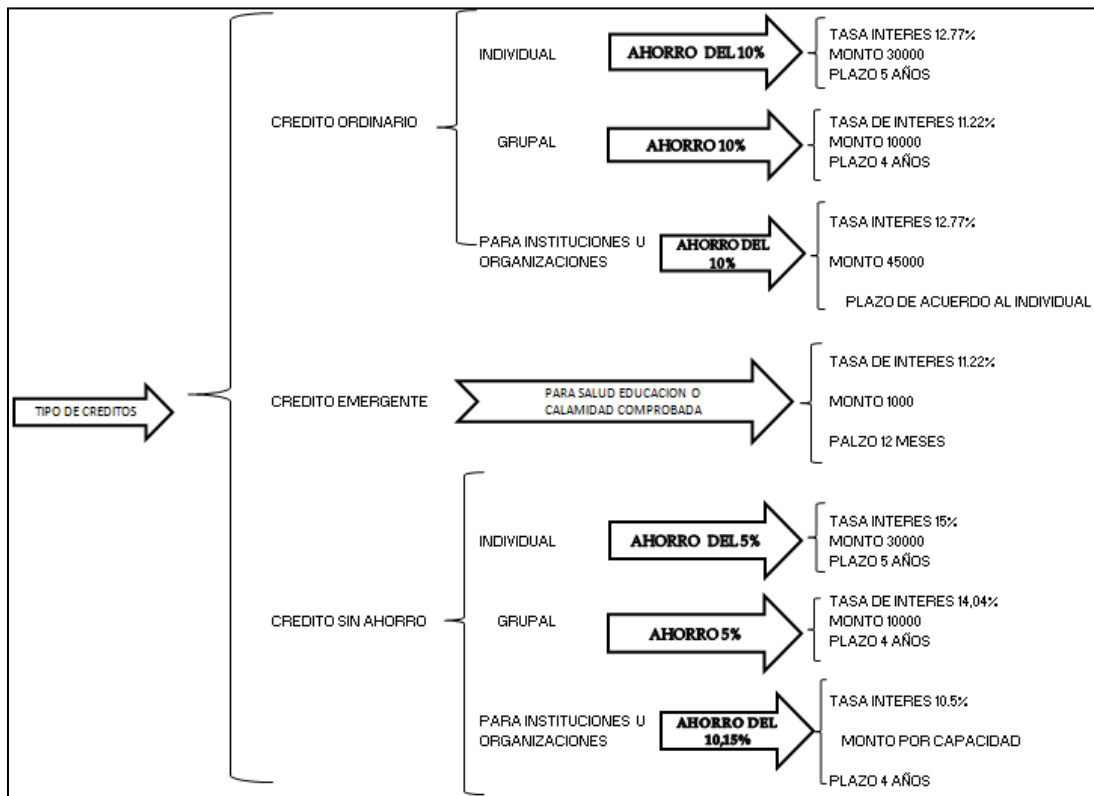 TIPO DE CREDITOS
CREDITO ORDINARIO
INDIVIDUAL
AHORRO DEL 10%
TASA INTERES 12.77%
MONTO 30000
PLAZO 5 AÑOS
GRUPAL
AHORRO 10%
TASA DE INTERES 11.22%
MONTO 10000
PLAZO 4 AÑOS
PARA INSTITUCIONES U
ORGANIZACIONES
AHORRO DEL
10%
TASA INTERES 12.77%
MONTO 45000
PLAZO DE ACUERDO AL INDIVIDUAL
CREDITO EMERGENTE
PARA SALUD EDUCACION O
CALAMIDAD COMPROBADA
TASA DE INTERES 11.22%
MONTO 1000
PALZO 12 MESES
CREDITO SIN AHORRO
INDIVIDUAL
AHORRO DEL 5%
TASA INTERES 15%
MONTO 30000
PLAZO 5 AÑOS
GRUPAL
AHORRO 5%
TASA DE INTERES 14,04%
MONTO 10000
PLAZO 4 AÑOS
PARA INSTITUCIONES U
ORGANIZACIONES
AHORRO DEL
10,15%
TASA INTERES 10.5%
MONTO POR CAPACIDAD
PLAZO 4 AÑOS